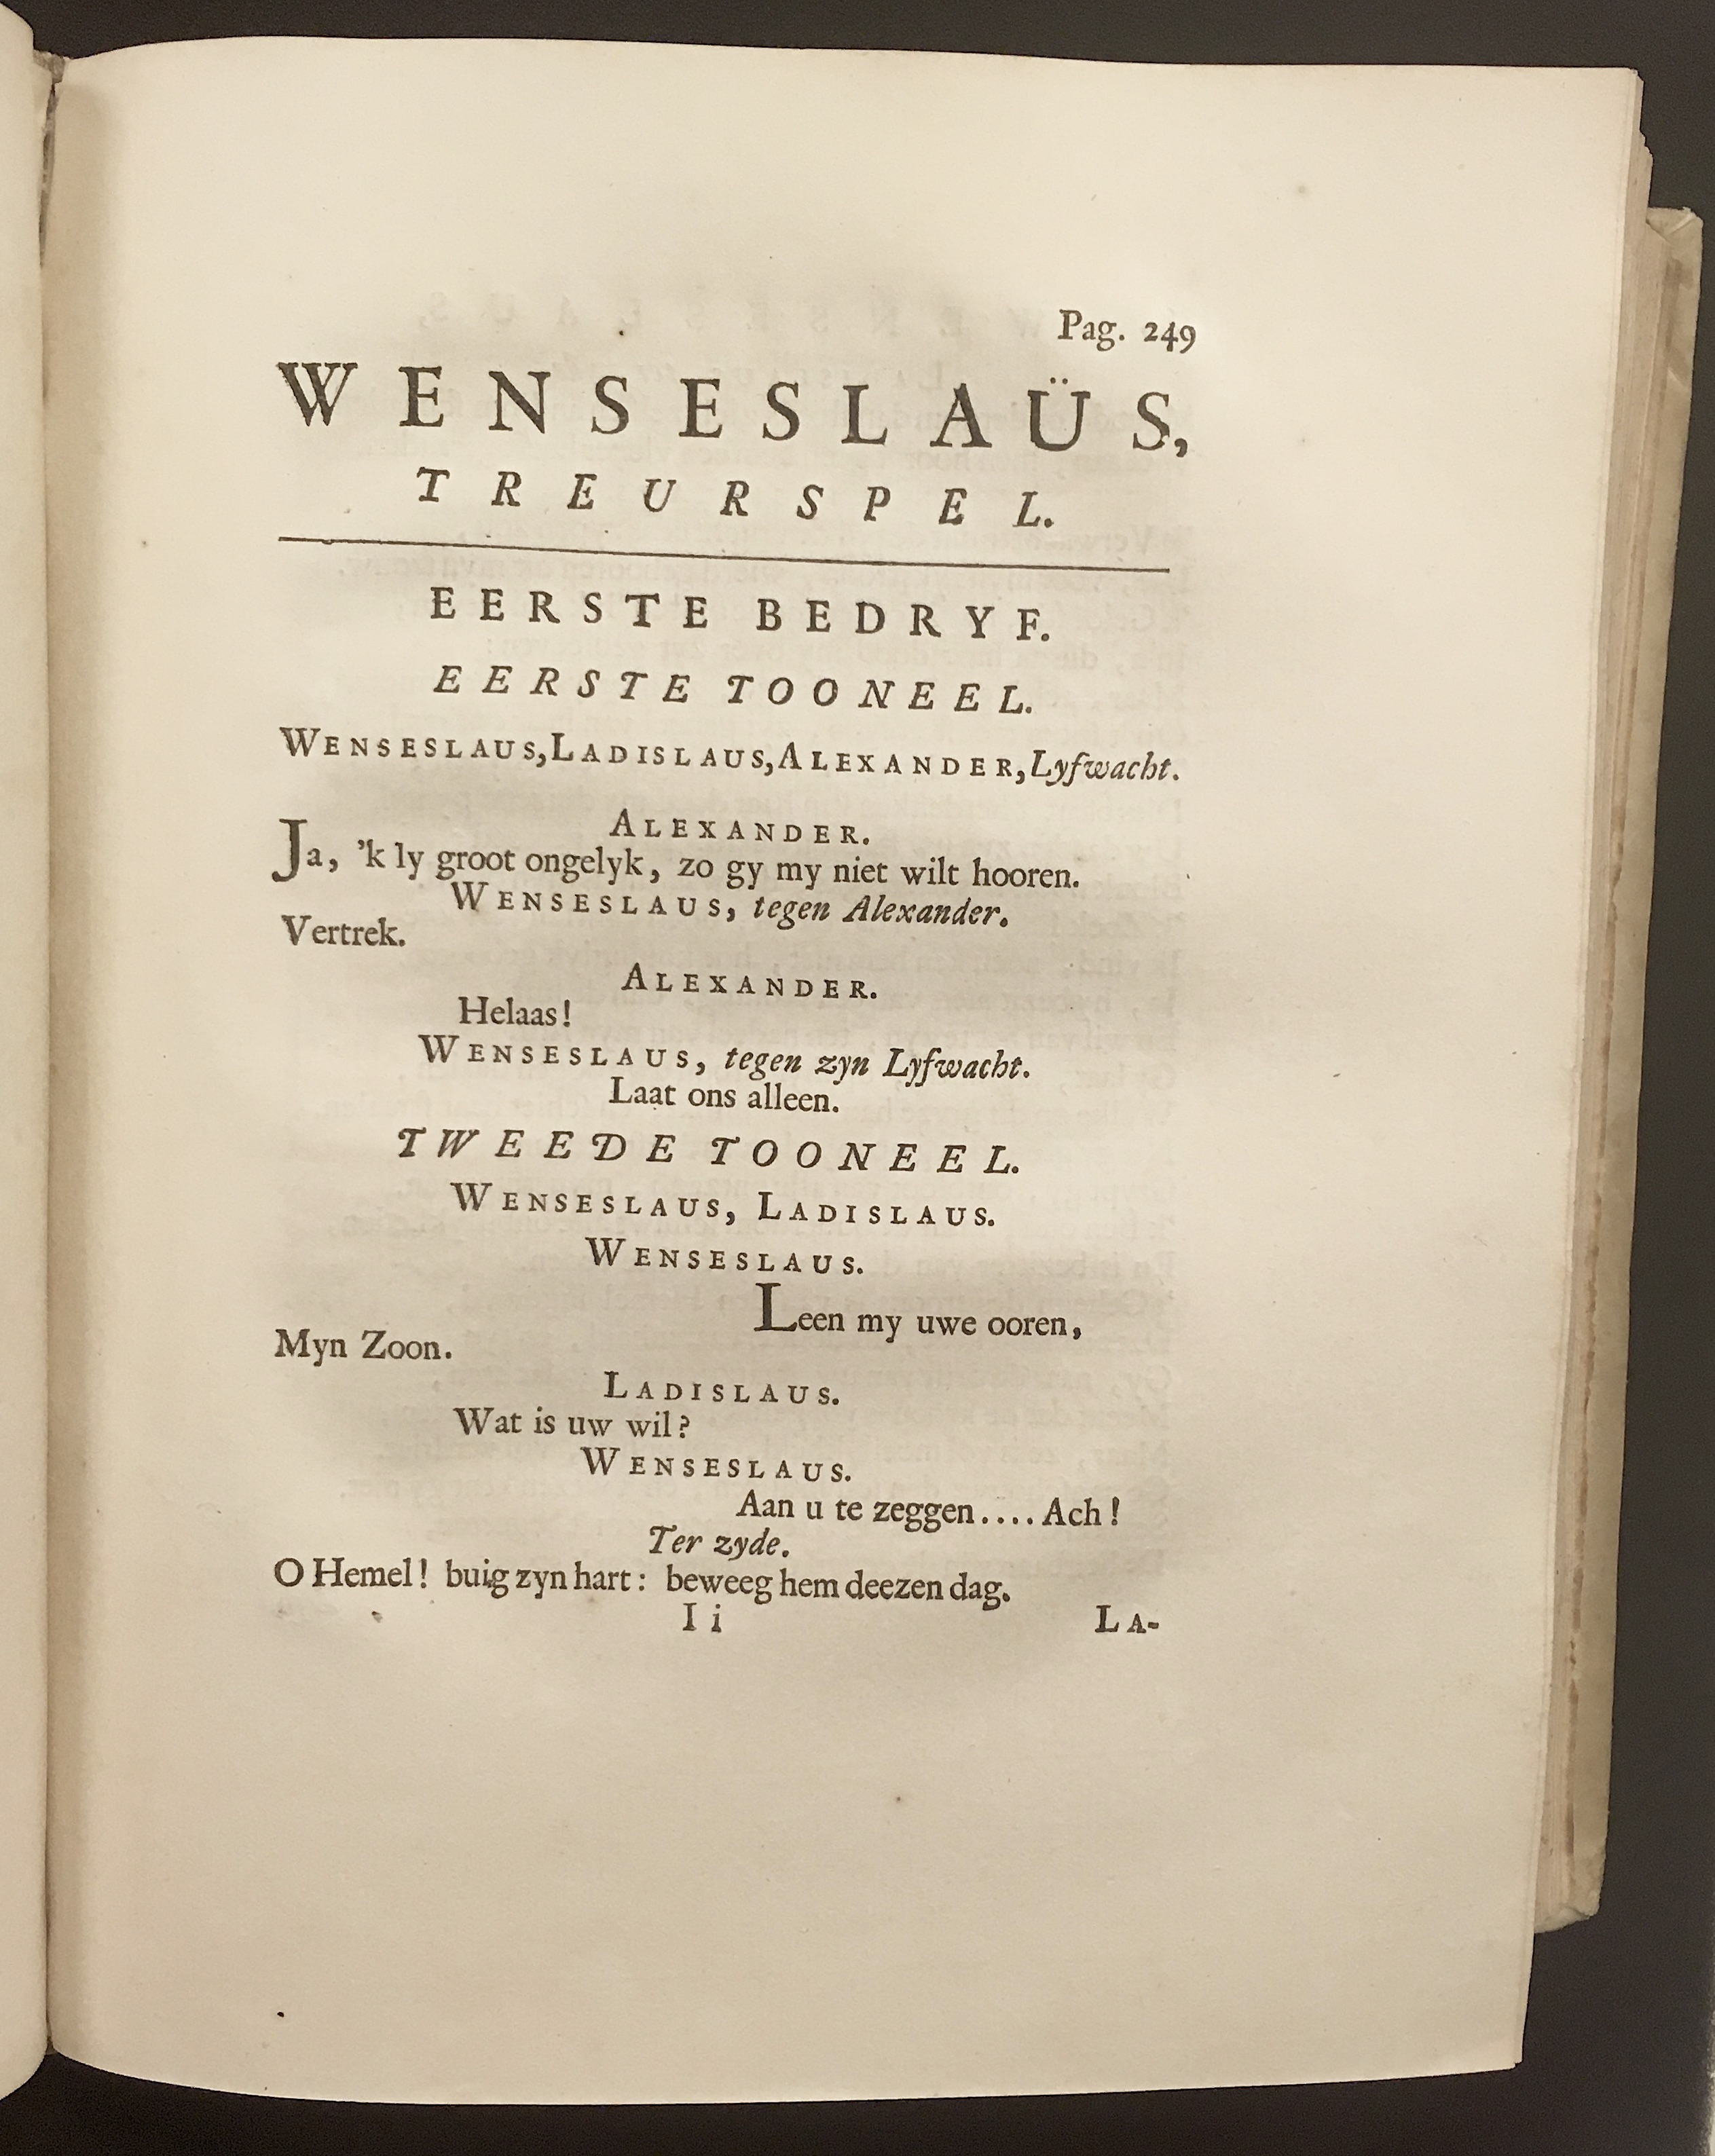 Pag. 249
WENSESLAÜS,
TREURSPEL.
EERSTE BEDRYF.
EERSTE TOONEEL.
WENSESLAUS, LADISLAUS, ALEXANDER, Lyfwacht.
ALEXANDER.
Ja, 'k ly groot ongelyk, zo gy my niet wilt hooren.
WENSESLAUS, tegen Alexander.
Vertrek.
ALEXANDER.
Helaas!
WENSESLAUS, tegen zyn Lyfwacht.
Laat ons alleen.
TWEEDE TOONEEL.
WENSESLAUS, LADISLAUS.
WENSESLAUS.
Leen my uwe ooren,
Myn Zoon.
LADISLAUS.
Wat is uw wil?
WENSESLAUS.
Aan u te zeggen.... Ach!
Ter zyde.
O Hemel! buig zyn hart: beweeg hem deezen dag.
I i LA-